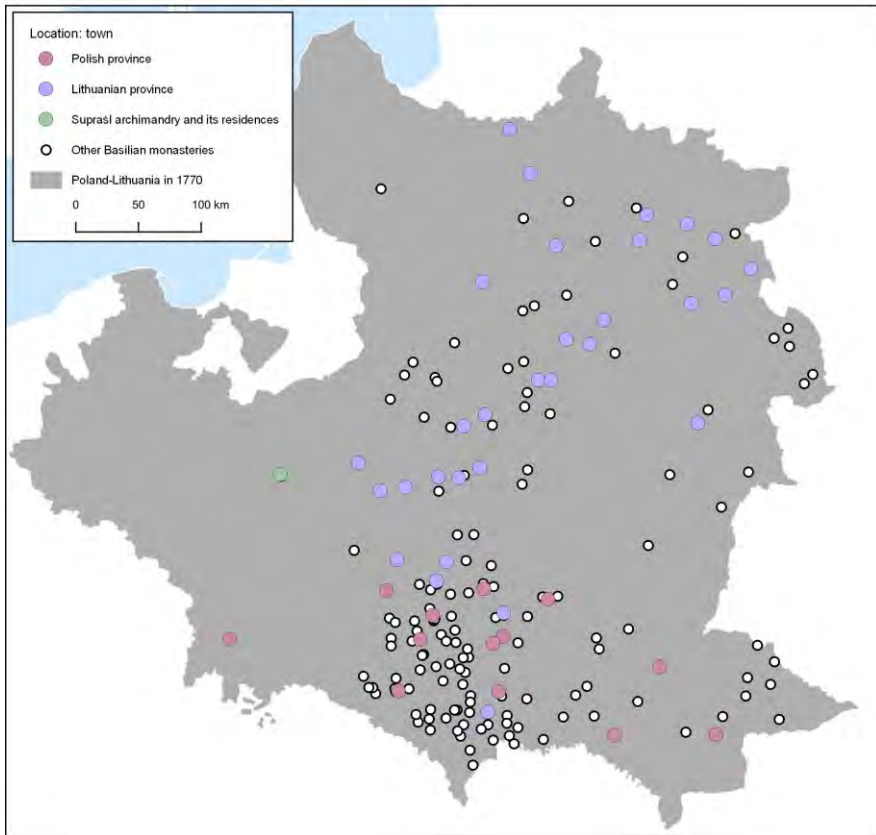 Location: town
Polish province
Lithuanian province
Supraśl archimandry and its residences
Other Basilian monasteries
Poland-Lithuania in 1770
0 50 100 km